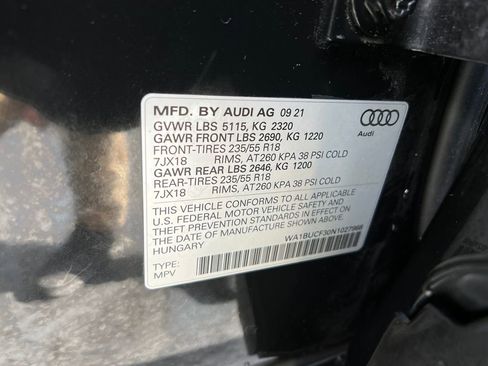 MFD. BY AUDI AG 09 21
GVWR LBS 5115, KG 2320
GAWR FRONT LBS 2690, KG 1220
FRONT-TIRES 235/55 R18
7JX18 RIMS, AT260 KPA 38 PSI COLD
GAWR REAR LBS 2646, KG 1200
REAR-TIRES 235/55 R18
7JX18 RIMS, AT260 KPA 38 PSI COLD
THIS VEHICLE CONFORMS TO ALL APPLICABLE
U.S. FEDERAL MOTOR VEHICLE SAFETY AND
THEFT PREVENTION STANDARDS IN EFFECT ON
THE DATE OF MANUFACTURE SHOWN ABOVE.
HUNGARY
WA1BUCF30N1027968
TYPE:
MPV
Audi